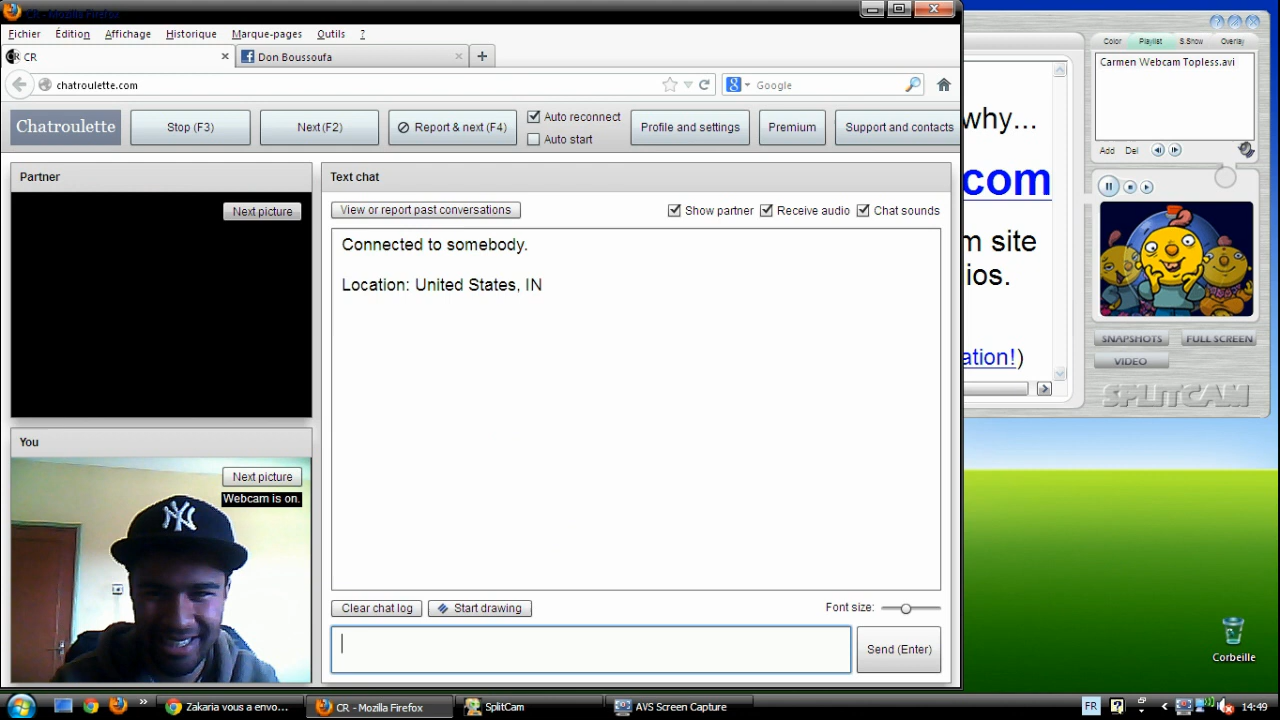 CR - Mozilla Firefox
Fichier Édition Affichage Historique Marque-pages Outils ?
CR
Don Boussoufa
chatroulette.com
Google
Chatroulette
Stop (F3)
Next (F2)
Report & next (F4)
Auto reconnect
Auto start
Profile and settings
Premium
Support and contacts
Partner
Next picture
Text chat
View or report past conversations
Show partner
Receive audio
Chat sounds
Connected to somebody.
Location: United States, IN
You
Next picture
Webcam is on.
NY
Clear chat log
Start drawing
Font size:
Send (Enter)
why...
com
m site
ios.
ation!)
Color Playlist S.Show Overlay
Carmen Webcam Topless.avi
Add Del
SNAPSHOTS FULL SCREEN
VIDEO
SPLITCAM
Corbeille
Zakaria vous a envo...
CR - Mozilla Firefox
SplitCam
AVS Screen Capture
FR
14:49